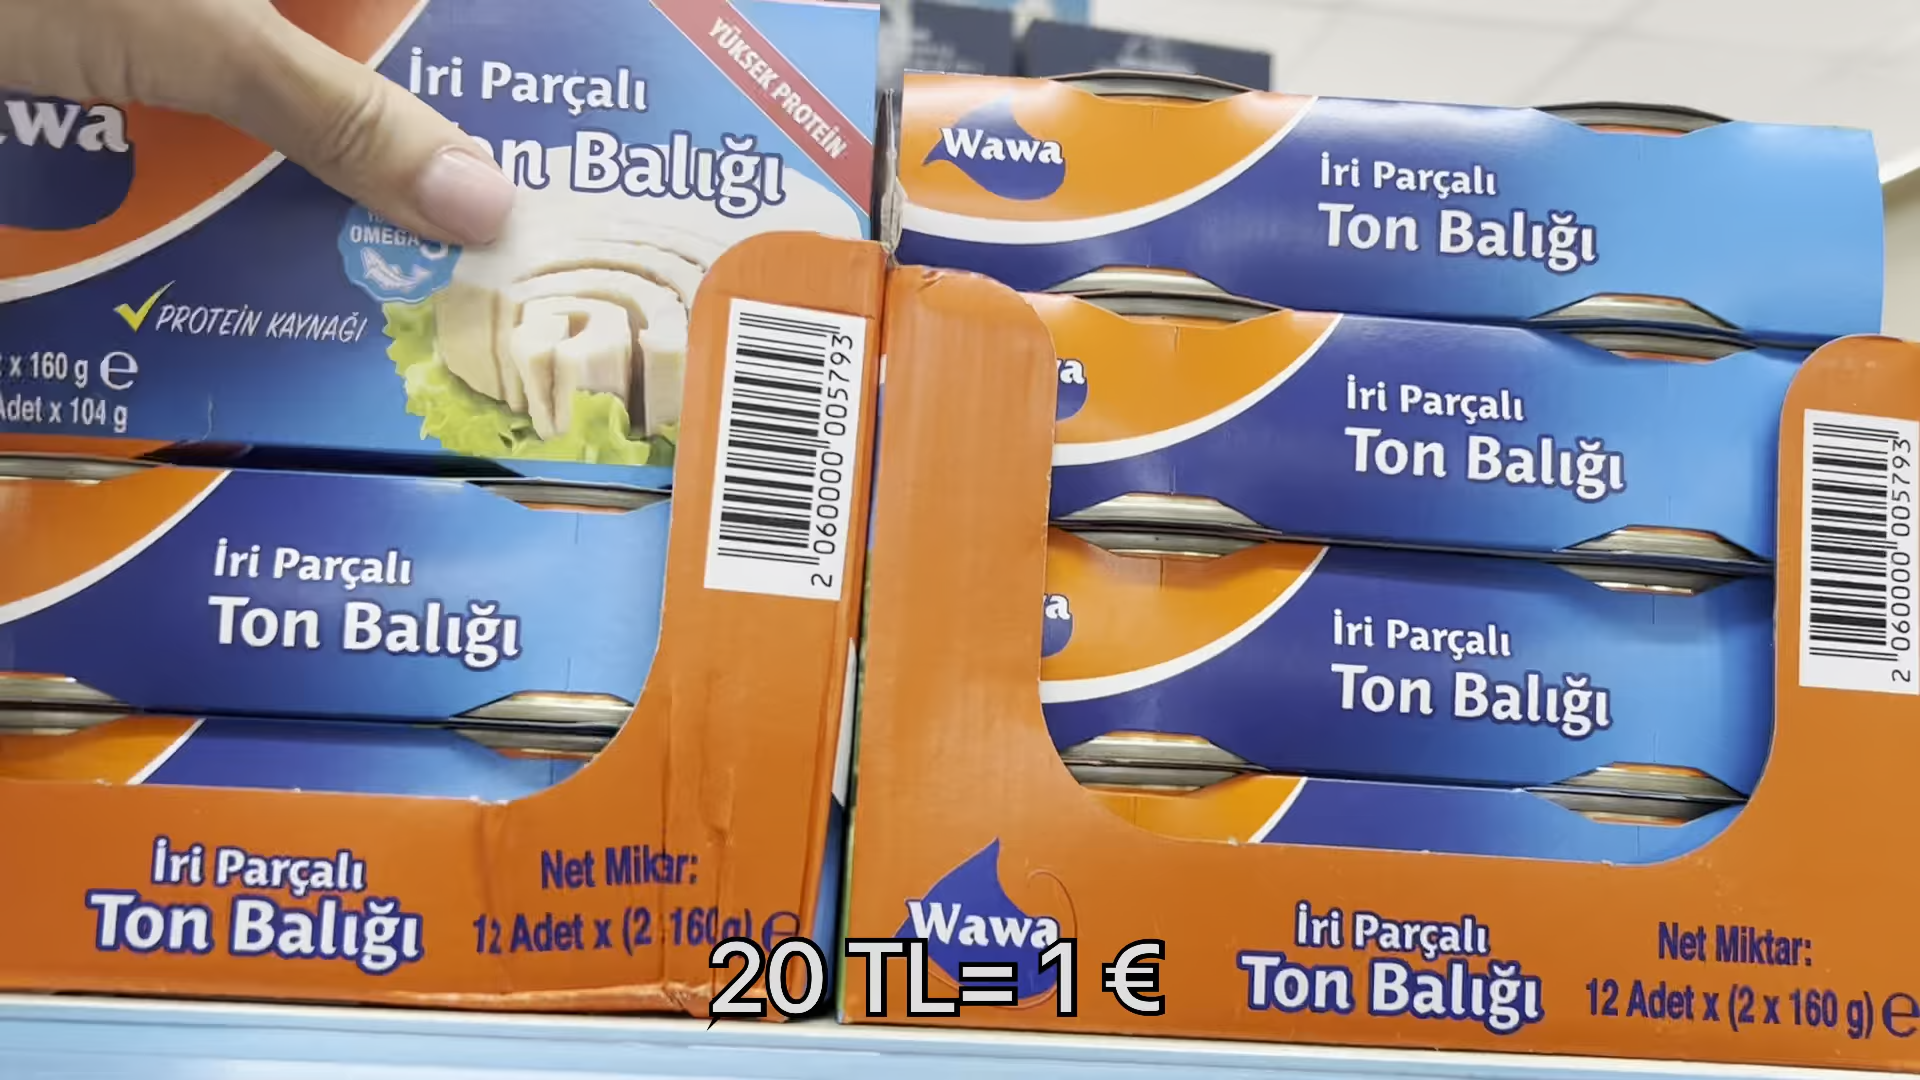 wa
İri Parçalı
n Balığı
YÜKSEK PROTEİN
OMEGA 3
PROTEİN KAYNAĞI
x 160 g e
Adet x 104 g
İri Parçalı
Ton Balığı
2 060000 005793
İri Parçalı
Ton Balığı
Net Miktar:
12 Adet x (2 160g) e
Wawa
İri Parçalı
Ton Balığı
a
İri Parçalı
Ton Balığı
a
İri Parçalı
Ton Balığı
2 060000 005793
Wawa
İri Parçalı
Ton Balığı
Net Miktar:
12 Adet x (2 x 160 g) e
20 TL= 1 €